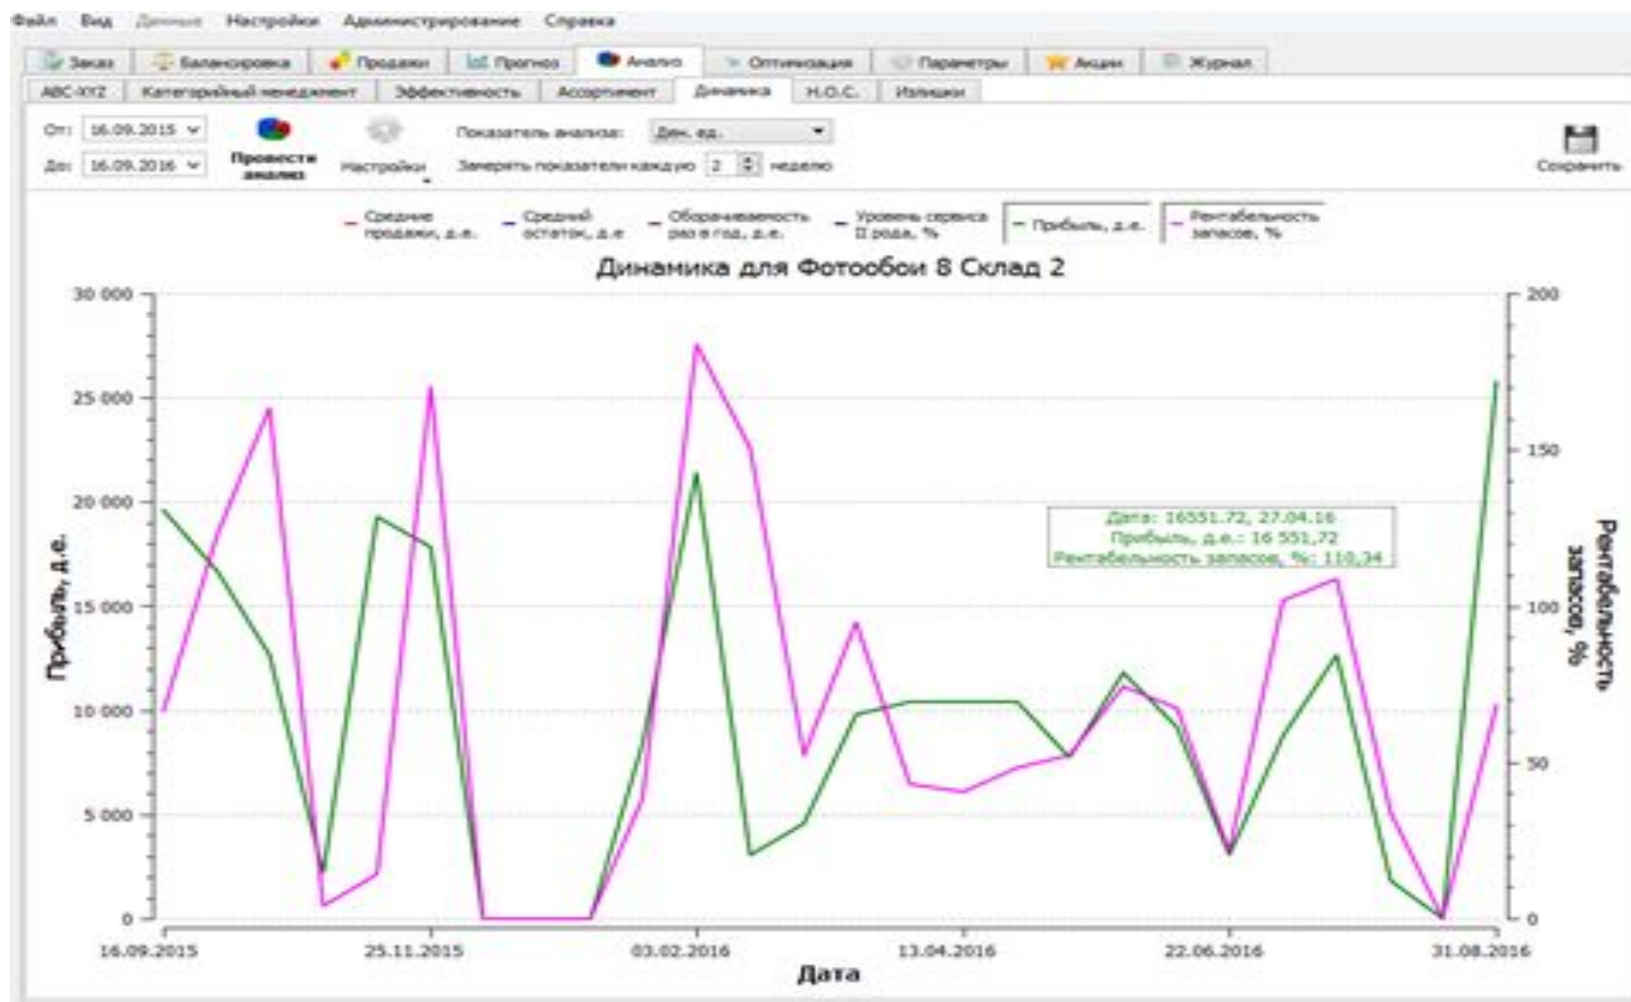 Файл Вид Данные Настройки Администрирование Справка
Заказ Балансировка Продажи Прогноз Анализ Оптимизация Параметры Акции Журнал
ABC-XYZ Категорийный менеджмент Эффективность Ассортимент Динамика Н.О.С. Излишки
От: 16.09.2015 Провести анализ Настройки Показатель анализа: Ден. ед. Сохранить
До: 16.09.2016 Замерять показатели каждую 2 неделю
Средние продажи, д.е. Средний остаток, д.е Оборачиваемость раз в год, д.е. Уровень сервиса II рода, % Прибыль, д.е. Рентабельность запасов, %
Динамика для Фотообои 8 Склад 2
30 000 200
25 000
150
20 000
Дата: 16551.72, 27.04.16
Прибыль, д.е.: 16 551,72
Рентабельность запасов, %: 110,34
15 000 100
Прибыль, д.е.
Рентабельность
запасов, %
10 000
50
5 000
0 0
16.09.2015 25.11.2015 03.02.2016 13.04.2016 22.06.2016 31.08.2016
Дата